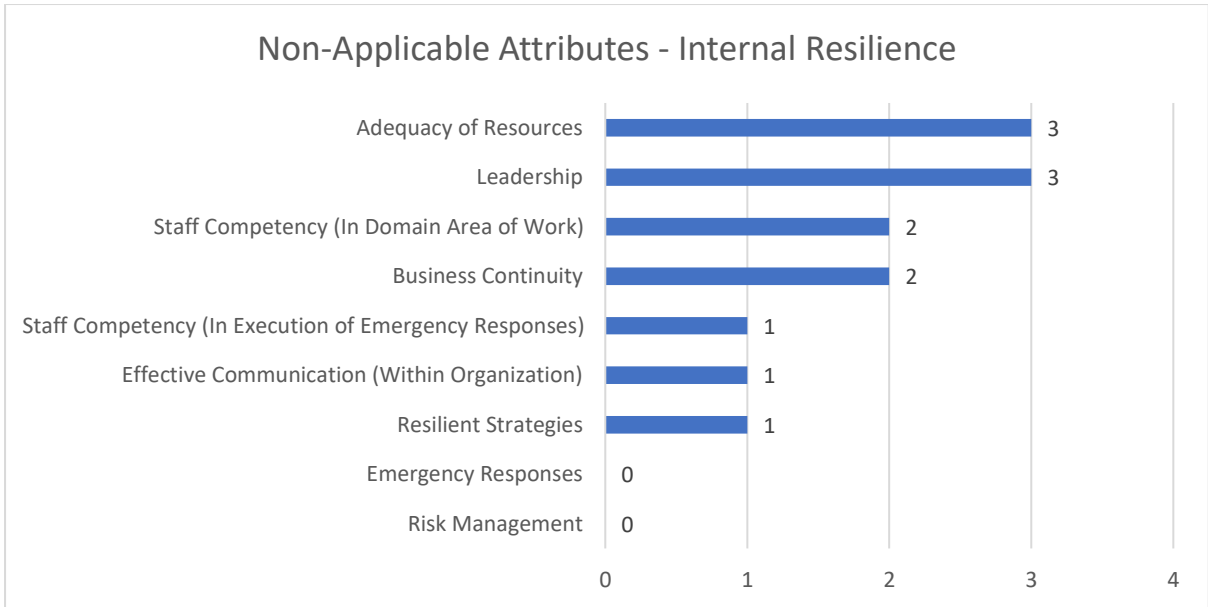 Non-Applicable Attributes - Internal Resilience
Adequacy of Resources 3
Leadership 3
Staff Competency (In Domain Area of Work) 2
Business Continuity 2
Staff Competency (In Execution of Emergency Responses) 1
Effective Communication (Within Organization) 1
Resilient Strategies 1
Emergency Responses 0
Risk Management 0
0 1 2 3 4